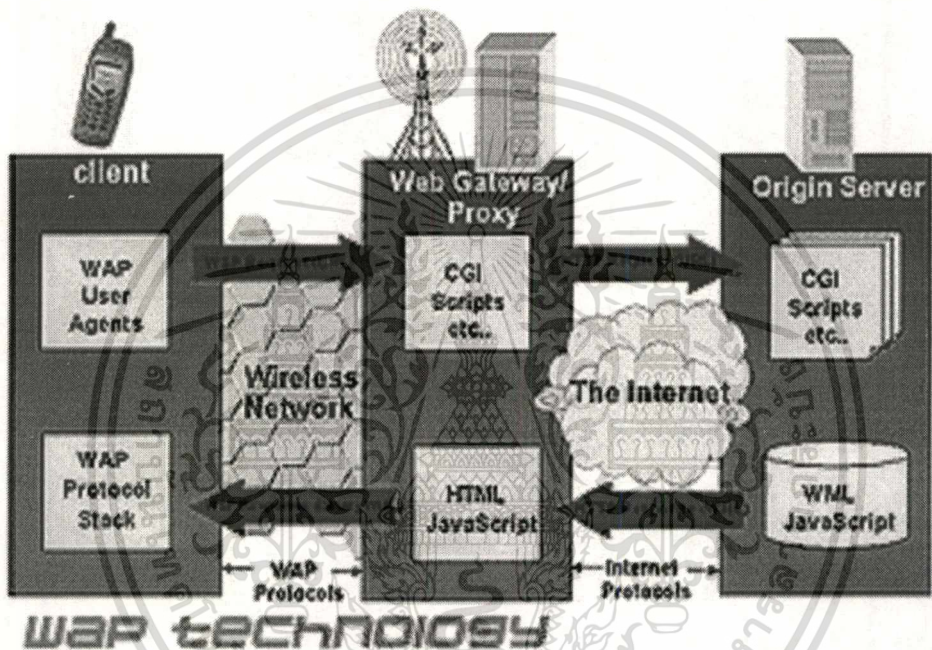 client
Web Gateway/
Proxy
Origin Server
WAP
User
Agents
CGI
Scripts
etc..
CGI
Scripts
etc..
Wireless
Network
The Internet
WAP
Protocol
Stack
HTML
JavaScript
WML
JavaScript
WAP
Protocols
Internet
Protocols
WAP technology